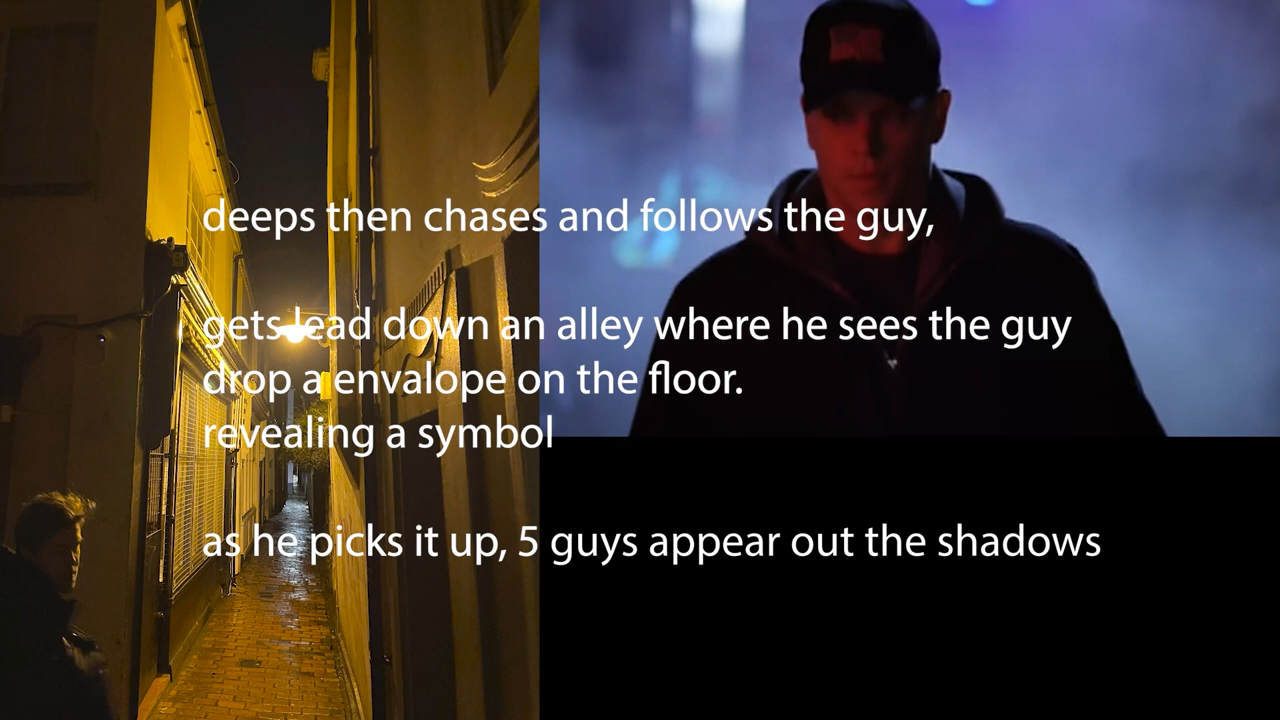 deeps then chases and follows the guy,
gets lead down an alley where he sees the guy
drop a envalope on the floor.
revealing a symbol
as he picks it up, 5 guys appear out the shadows